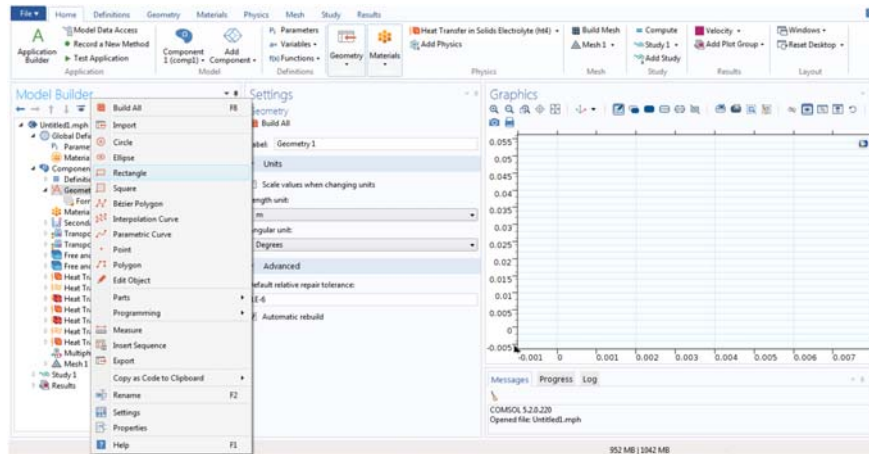 File Home Definitions Geometry Materials Physics Mesh Study Results
Application Builder
Model Data Access
Record a New Method
Test Application
Application
Component 1 (comp1)
Add Component
Model
Pi Parameters
a= Variables
f(x) Functions
Definitions
Geometry
Materials
Heat Transfer in Solids Electrolyte (ht4)
Add Physics
Physics
Build Mesh
Mesh 1
Mesh
= Compute
Study 1
Add Study
Study
Velocity
Add Plot Group
Results
Windows
Reset Desktop
Layout
Model Builder
Untitled1.mph
Global Defi
Pi Parame
Materia
Componen
Definiti
Geomet
For
Materia
Second
Transpo
Transpo
Free an
Free an
Heat Tra
Heat Tr
Heat Tr
Heat Tr
Heat Tr
Heat Tr
Multiph
Mesh 1
Study 1
Results
Build All F8
Import
Circle
Ellipse
Rectangle
Square
Bézier Polygon
Interpolation Curve
Parametric Curve
Point
Polygon
Edit Object
Parts
Programming
Measure
Insert Sequence
Export
Copy as Code to Clipboard
Rename F2
Settings
Properties
Help F1
Settings
Geometry
Build All
abel: Geometry 1
Units
Scale values when changing units
ength unit:
m
ngular unit:
Degrees
Advanced
efault relative repair tolerance:
1E-6
Automatic rebuild
Graphics
0.055
0.05
0.045
0.04
0.035
0.03
0.025
0.02
0.015
0.01
0.005
0
-0.005
-0.001 0 0.001 0.002 0.003 0.004 0.005 0.006 0.007
Messages Progress Log
COMSOL 5.2.0.220
Opened file: Untitled1.mph
952 MB | 1042 MB